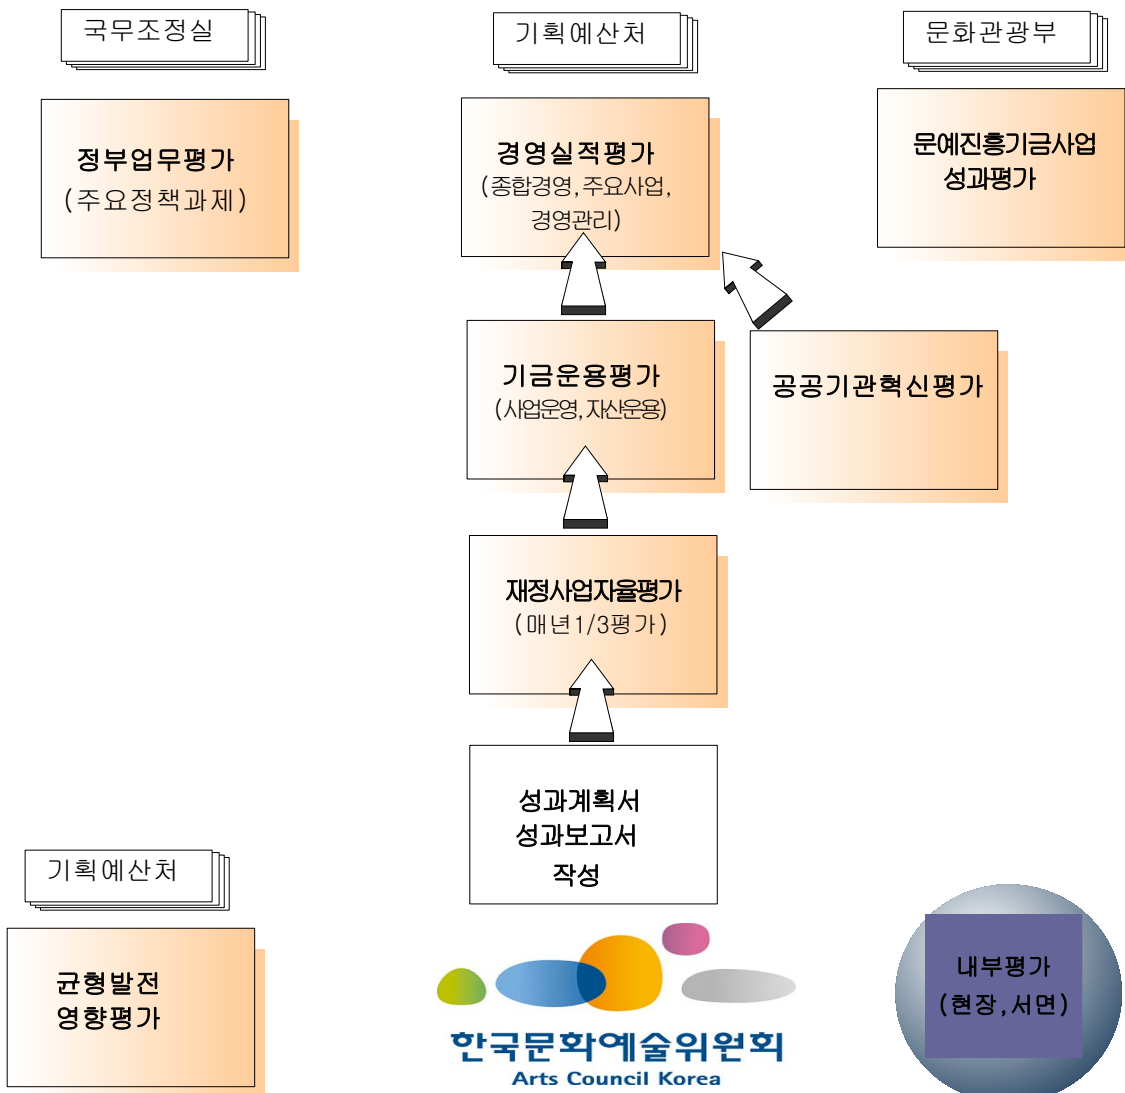 국무조정실
기획예산처
문화관광부
정부업무평가
(주요정책과제)
경영실적평가
(종합경영,주요사업,
경영관리)
문예진흥기금사업
성과평가
기금운용평가
(사업운영,자산운용)
공공기관혁신평가
재정사업자율평가
(매년1/3평가)
성과계획서
성과보고서
작성
기획예산처
균형발전
영향평가
한국문화예술위원회
Arts Council Korea
내부평가
(현장,서면)